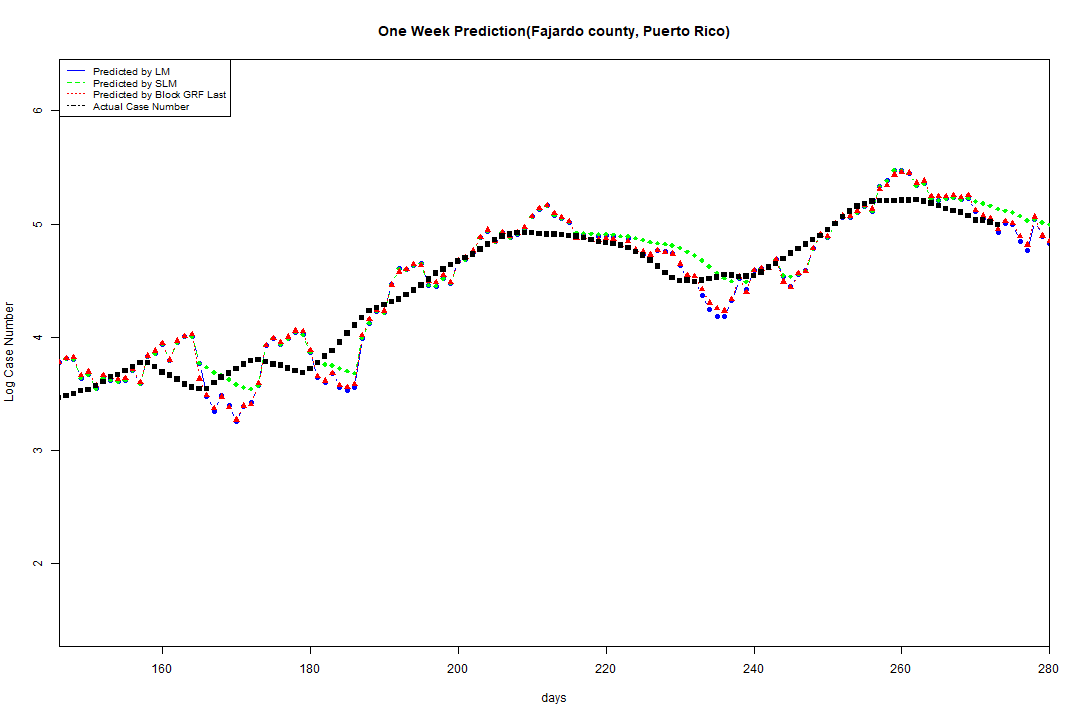 One Week Prediction(Fajardo county, Puerto Rico)
Predicted by LM
Predicted by SLM
Predicted by Block GRF Last
Actual Case Number
6
5
4
3
2
Log Case Number
160 180 200 220 240 260 280
days